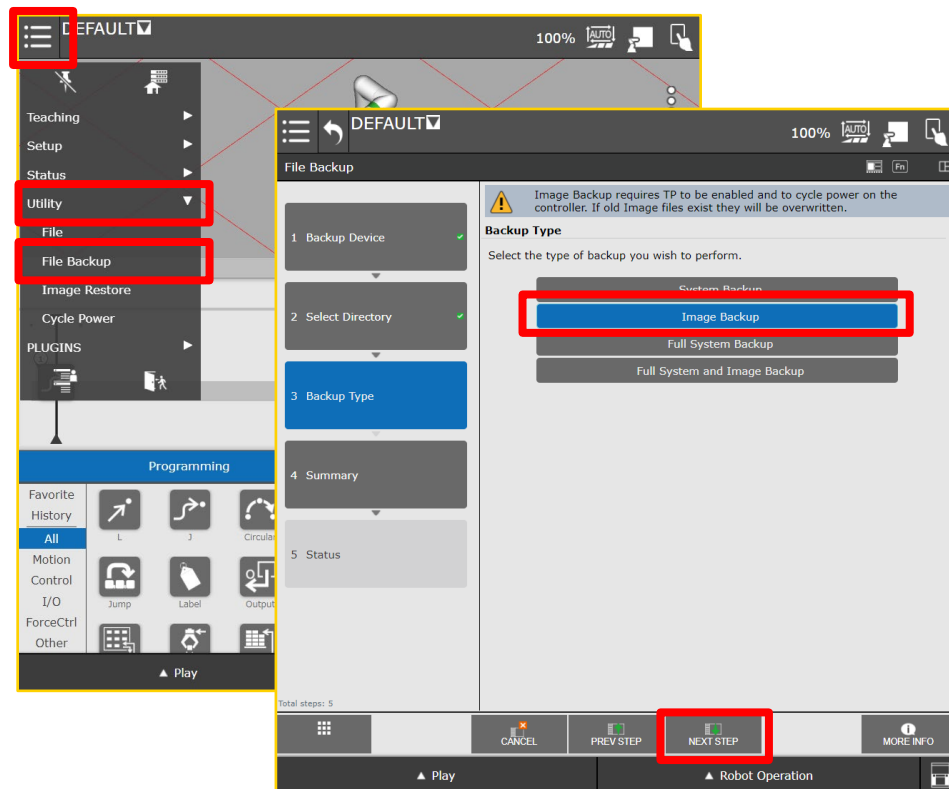 DEFAULT
100% AUTO
Teaching
Setup
Status
Utility
File
File Backup
Image Restore
Cycle Power
PLUGINS
Programming
Favorite
History
All
Motion
Control
I/O
ForceCtrl
Other
L
J
Jump
Label
▲ Play
DEFAULT
100% AUTO
File Backup
Fn
1 Backup Device
2 Select Directory
3 Backup Type
4 Summary
5 Status
Total steps: 5
Image Backup requires TP to be enabled and to cycle power on the
controller. If old Image files exist they will be overwritten.
Backup Type
Select the type of backup you wish to perform.
System Backup
Image Backup
Full System Backup
Full System and Image Backup
CANCEL
PREV STEP
NEXT STEP
MORE INFO
▲ Play
▲ Robot Operation